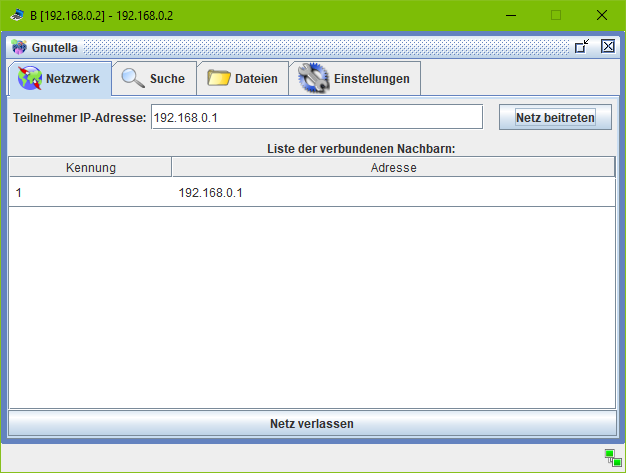 B [192.168.0.2] - 192.168.0.2
Gnutella
Netzwerk Suche Dateien Einstellungen
Teilnehmer IP-Adresse: 192.168.0.1 Netz beitreten
Liste der verbundenen Nachbarn:
Kennung Adresse
1 192.168.0.1
Netz verlassen